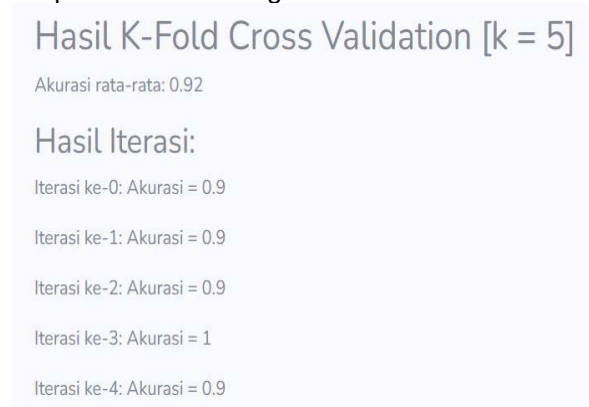 Hasil K-Fold Cross Validation [k = 5]
Akurasi rata-rata: 0.92
Hasil Iterasi:
Iterasi ke-0: Akurasi = 0.9
Iterasi ke-1: Akurasi = 0.9
Iterasi ke-2: Akurasi = 0.9
Iterasi ke-3: Akurasi = 1
Iterasi ke-4: Akurasi = 0.9